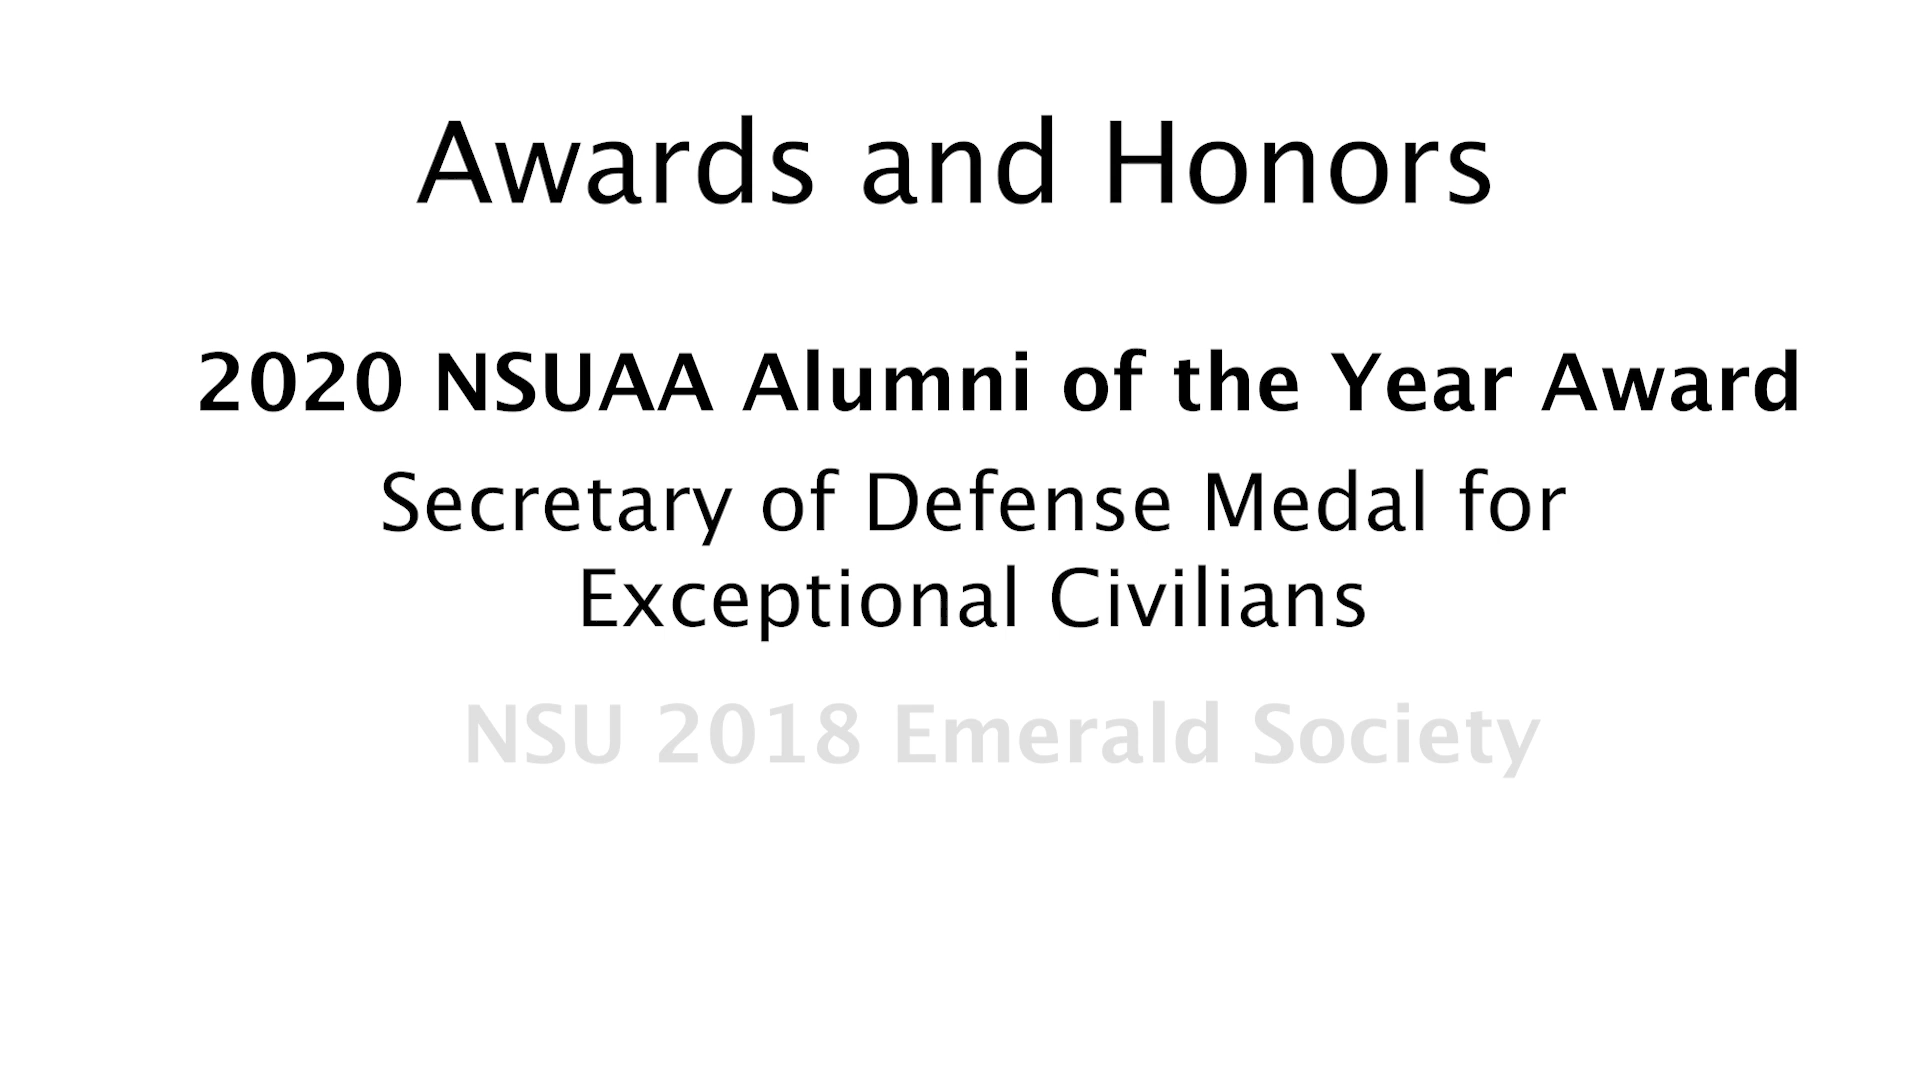 Awards and Honors
2020 NSUAA Alumni of the Year Award
Secretary of Defense Medal for
Exceptional Civilians
NSU 2018 Emerald Society